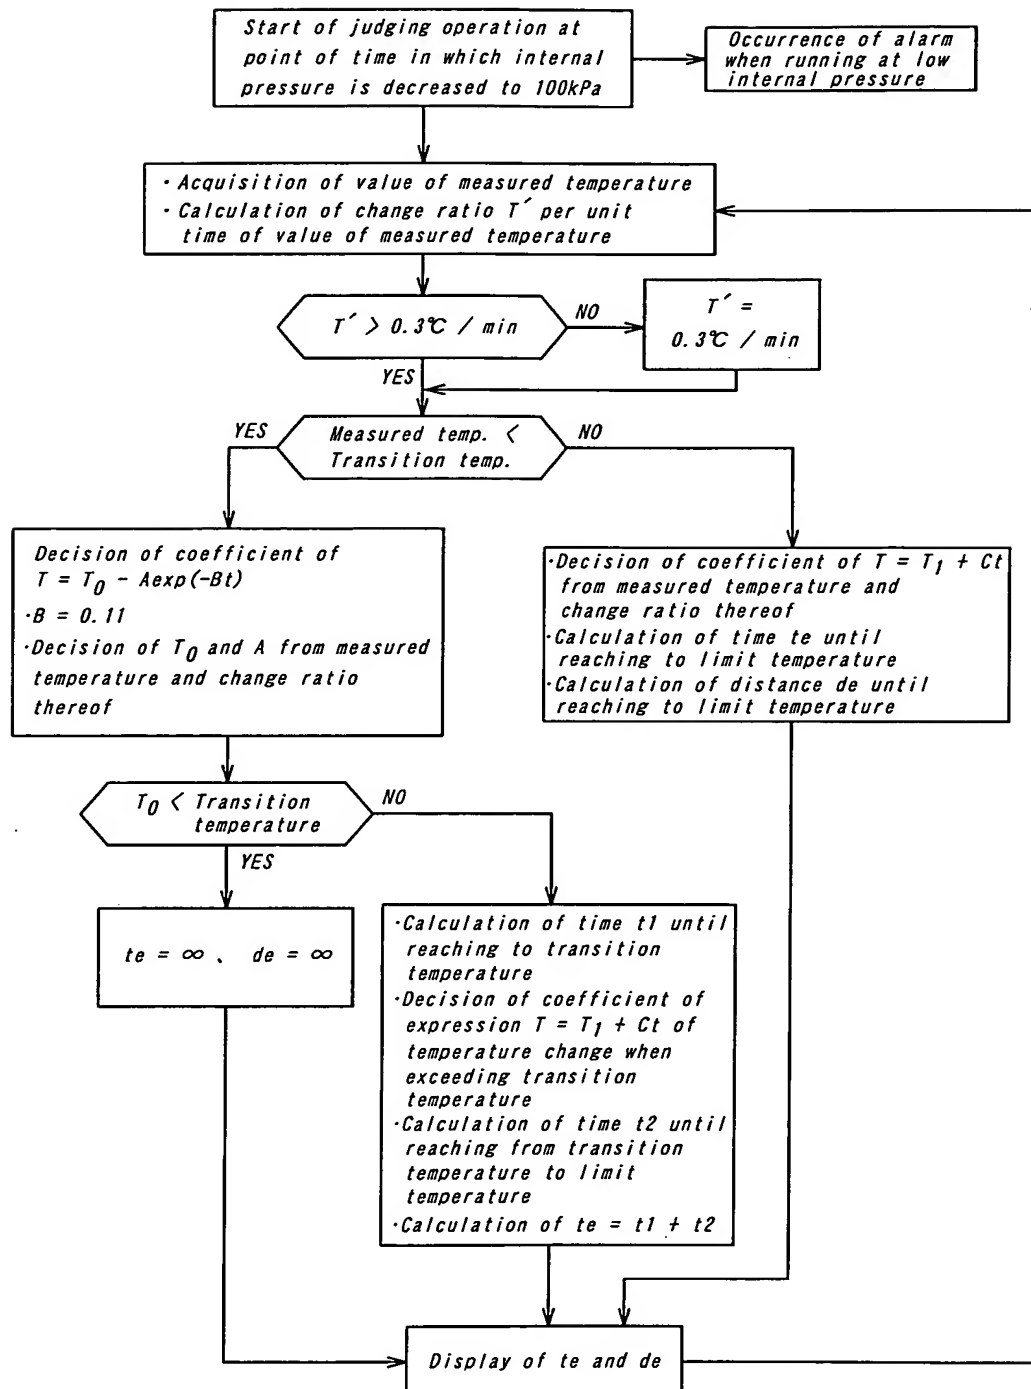 Start of judging operation at
point of time in which internal
pressure is decreased to 100kPa
Occurrence of alarm
when running at low
internal pressure
·Acquisition of value of measured temperature
·Calculation of change ratio T′ per unit
time of value of measured temperature
T′ > 0.3℃ / min
NO
T′ =
0.3℃ / min
YES
YES
Measured temp. <
Transition temp.
NO
Decision of coefficient of
T = T0 - Aexp(-Bt)
·B = 0.11
·Decision of T0 and A from measured
temperature and change ratio
thereof
·Decision of coefficient of T = T1 + Ct
from measured temperature and
change ratio thereof
·Calculation of time te until
reaching to limit temperature
·Calculation of distance de until
reaching to limit temperature
T0 < Transition
temperature
NO
YES
te = ∞ 、 de = ∞
·Calculation of time t1 until
reaching to transition
temperature
·Decision of coefficient of
expression T = T1 + Ct of
temperature change when
exceeding transition
temperature
·Calculation of time t2 until
reaching from transition
temperature to limit
temperature
·Calculation of te = t1 + t2
Display of te and de